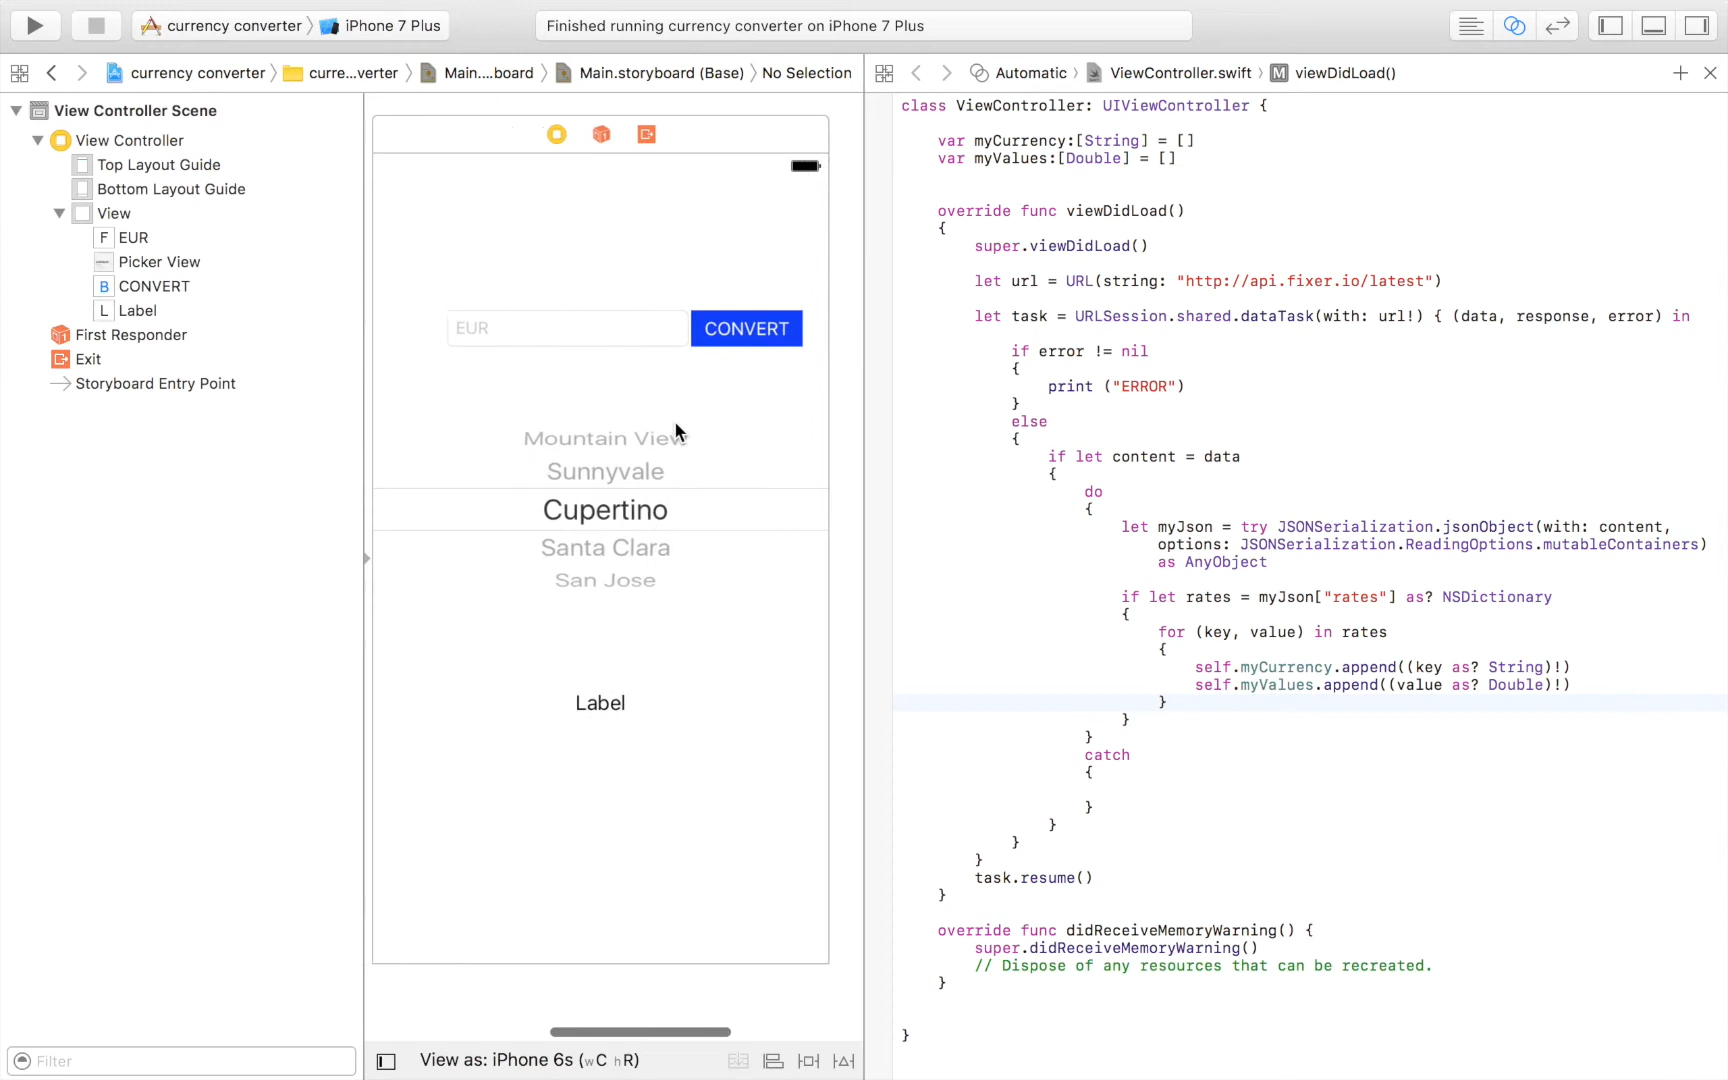 currency converter
iPhone 7 Plus
Finished running currency converter on iPhone 7 Plus
currency converter
curre...verter
Main....board
Main.storyboard (Base)
No Selection
Automatic
ViewController.swift
M
viewDidLoad()
View Controller Scene
View Controller
Top Layout Guide
Bottom Layout Guide
View
F EUR
Picker View
B CONVERT
L Label
First Responder
Exit
Storyboard Entry Point
Filter
EUR
CONVERT
Mountain View
Sunnyvale
Cupertino
Santa Clara
San Jose
Label
View as: iPhone 6s (wC hR)
class ViewController: UIViewController {
var myCurrency:[String] = []
var myValues:[Double] = []
override func viewDidLoad()
{
super.viewDidLoad()
let url = URL(string: "http://api.fixer.io/latest")
let task = URLSession.shared.dataTask(with: url!) { (data, response, error) in
if error != nil
{
print ("ERROR")
}
else
{
if let content = data
{
do
{
let myJson = try JSONSerialization.jsonObject(with: content,
options: JSONSerialization.ReadingOptions.mutableContainers)
as AnyObject
if let rates = myJson["rates"] as? NSDictionary
{
for (key, value) in rates
{
self.myCurrency.append((key as? String)!)
self.myValues.append((value as? Double)!)
}
}
}
catch
{
}
}
}
}
task.resume()
}
override func didReceiveMemoryWarning() {
super.didReceiveMemoryWarning()
// Dispose of any resources that can be recreated.
}
}